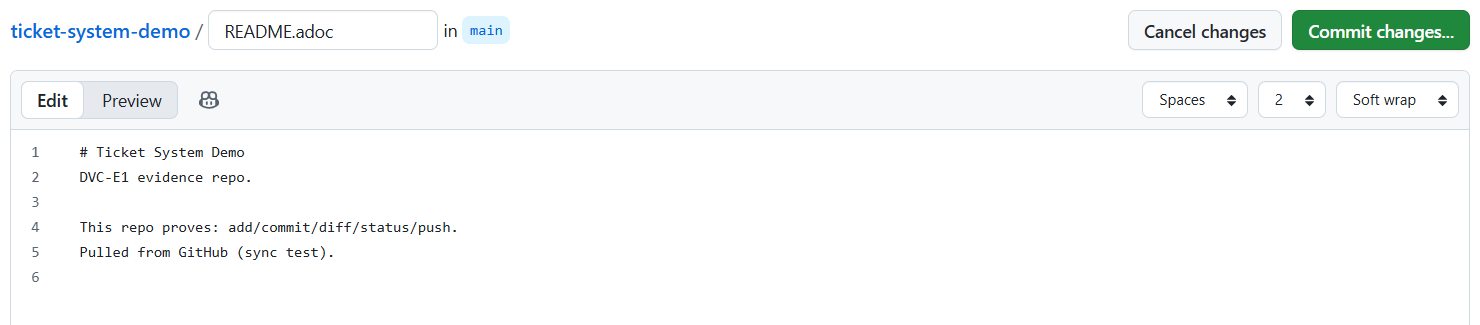 ticket-system-demo / README.adoc in main Cancel changes Commit changes...
Edit Preview Spaces 2 Soft wrap
1 # Ticket System Demo
2 DVC-E1 evidence repo.
3
4 This repo proves: add/commit/diff/status/push.
5 Pulled from GitHub (sync test).
6